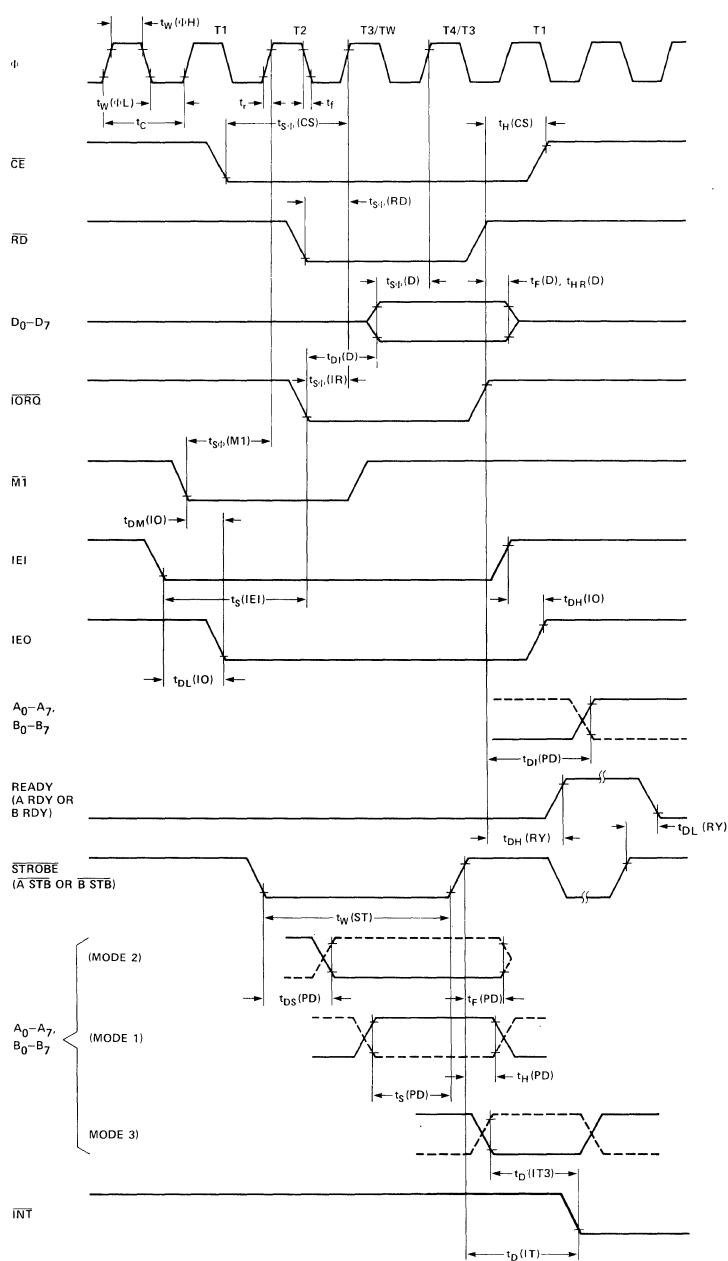 tW(ΦH)
T1 T2 T3/TW T4/T3 T1
Φ
tW(ΦL) tr tf
tC tSΦ(CS) tH(CS)
CE
tSΦ(RD)
RD
tSΦ(D) tF(D), tHR(D)
D0–D7
tDI(D)
tSΦ(IR)
IORQ
tSΦ(M1)
M1
tDM(IO)
IEI
tS(IEI) tDH(IO)
IEO
tDL(IO)
A0–A7,
B0–B7
tDI(PD)
READY
(A RDY OR
B RDY)
tDH(RY) tDL(RY)
STROBE
(A STB OR B STB)
tW(ST)
(MODE 2)
tDS(PD) tF(PD)
A0–A7,
B0–B7
(MODE 1)
tH(PD)
tS(PD)
MODE 3)
tD(IT3)
INT
tD(IT)